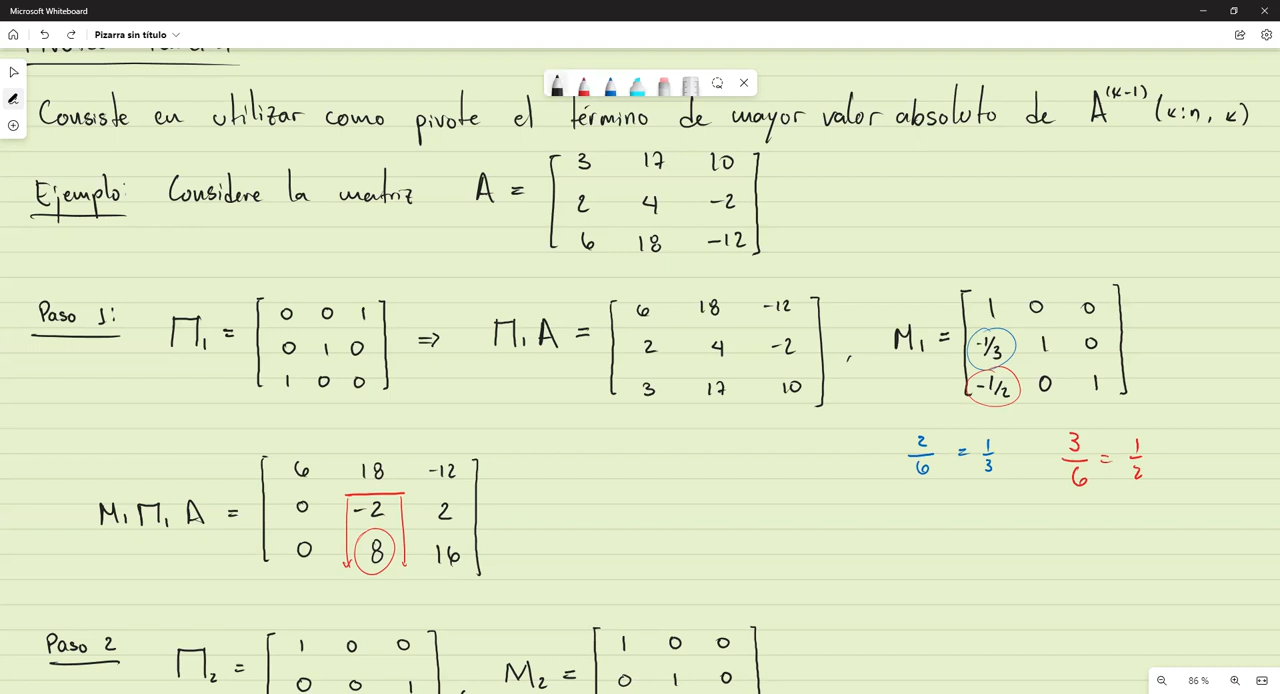 Microsoft Whiteboard
Pizarra sin título
Consiste en utilizar como pivote el término de mayor valor absoluto de A^(k-1) (k:n, k)
Ejemplo: Considere la matriz A = [ 3 17 10
2 4 -2
6 18 -12 ]
Paso 1: Π₁ = [ 0 0 1
0 1 0
1 0 0 ] ⇒ Π₁A = [ 6 18 -12
2 4 -2
3 17 10 ] , M₁ = [ 1 0 0
-1/3 1 0
-1/2 0 1 ]
2/6 = 1/3 3/6 = 1/2
M₁Π₁A = [ 6 18 -12
0 -2 2
0 8 16 ]
Paso 2 Π₂ = [ 1 0 0
0 0 1 , M₂ = [ 1 0 0
0 1 0
86 %